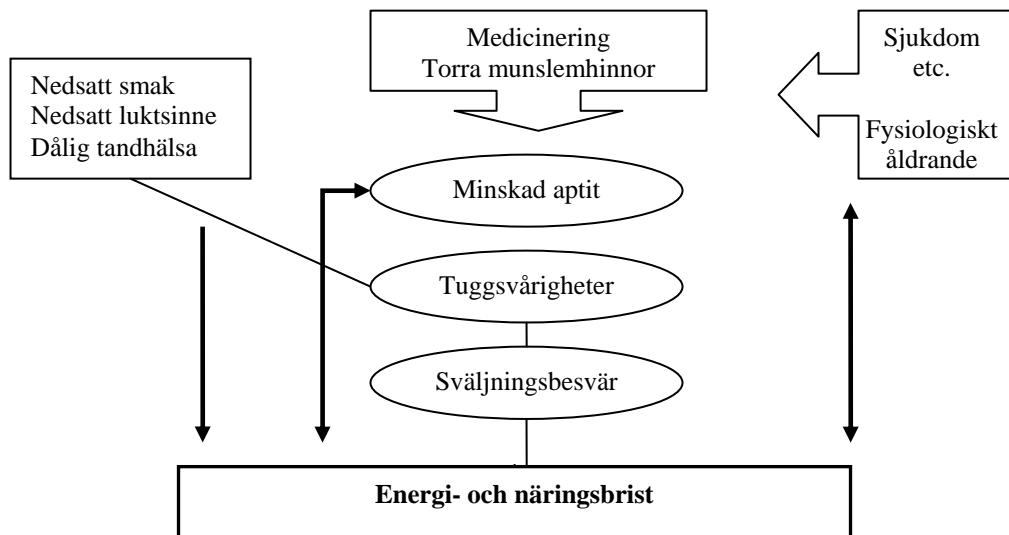 Medicinering
Torra munslemhinnor
Sjukdom
etc.
Fysiologiskt
åldrande
Nedsatt smak
Nedsatt luktsinne
Dålig tandhälsa
Minskad aptit
Tuggsvårigheter
Sväljningsbesvär
Energi- och näringsbrist